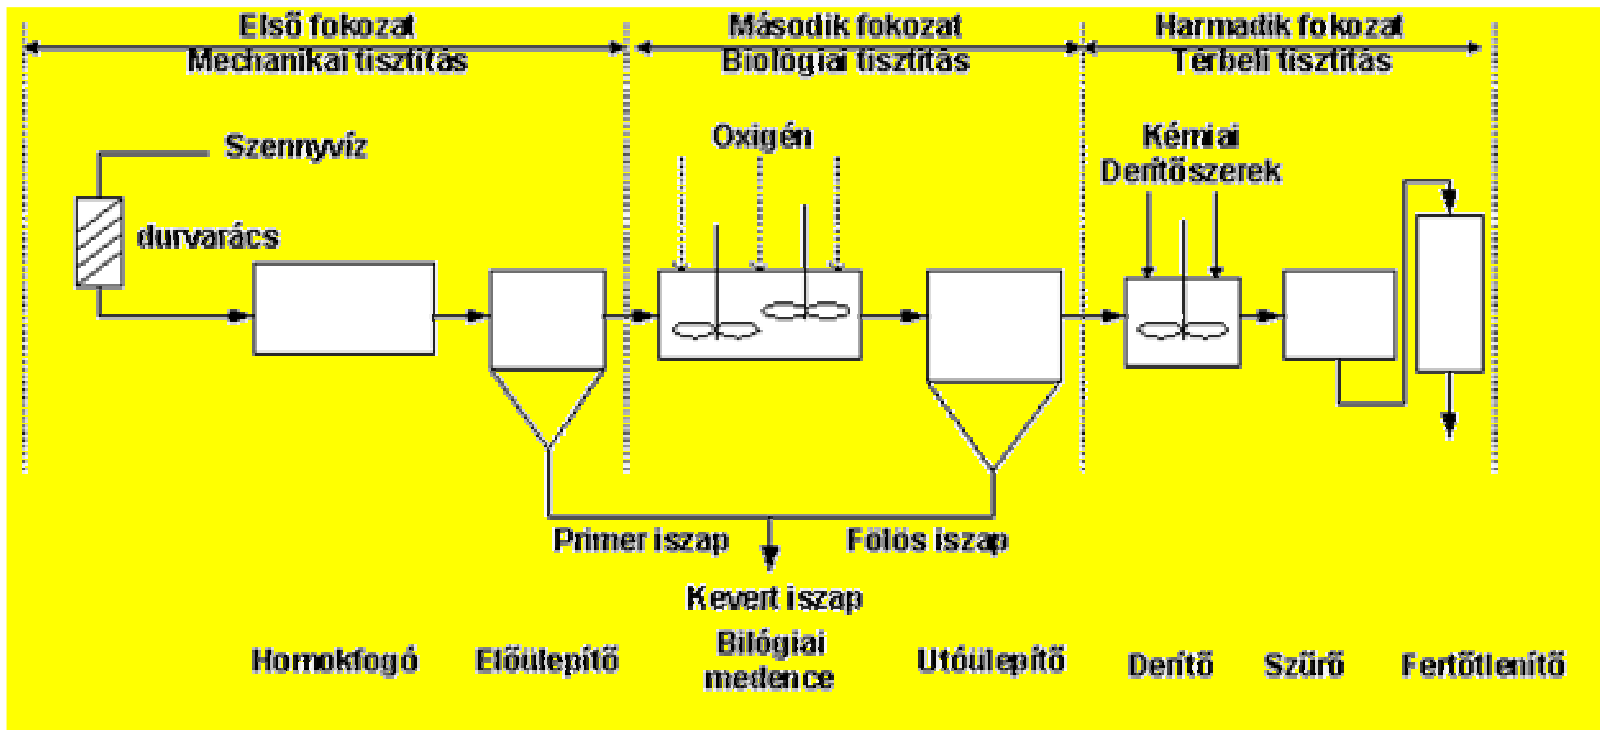 Első fokozat
Mechanikai tisztítás
Második fokozat
Biológiai tisztítás
Harmadik fokozat
Térbeli tisztítás
Szennyvíz
durvarács
Oxigén
Kémiai
Derítőszerek
Primer iszap
Fölös iszap
Kevert iszap
Homokfogó
Előülepítő
Bilógiai
medence
Utóülepítő
Derítő
Szűrő
Fertőtlenítő